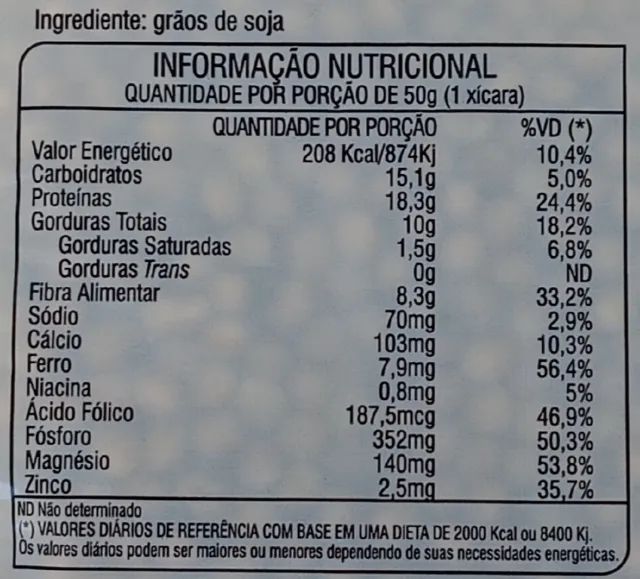 Ingrediente: grãos de soja
INFORMAÇÃO NUTRICIONAL
QUANTIDADE POR PORÇÃO DE 50g (1 xícara)
QUANTIDADE POR PORÇÃO %VD (*)
Valor Energético 208 Kcal/874Kj 10,4%
Carboidratos 15,1g 5,0%
Proteínas 18,3g 24,4%
Gorduras Totais 10g 18,2%
Gorduras Saturadas 1,5g 6,8%
Gorduras Trans 0g ND
Fibra Alimentar 8,3g 33,2%
Sódio 70mg 2,9%
Cálcio 103mg 10,3%
Ferro 7,9mg 56,4%
Niacina 0,8mg 5%
Ácido Fólico 187,5mcg 46,9%
Fósforo 352mg 50,3%
Magnésio 140mg 53,8%
Zinco 2,5mg 35,7%
ND Não determinado
(*) VALORES DIÁRIOS DE REFERÊNCIA COM BASE EM UMA DIETA DE 2000 Kcal ou 8400 Kj.
Os valores diários podem ser maiores ou menores dependendo de suas necessidades energéticas.